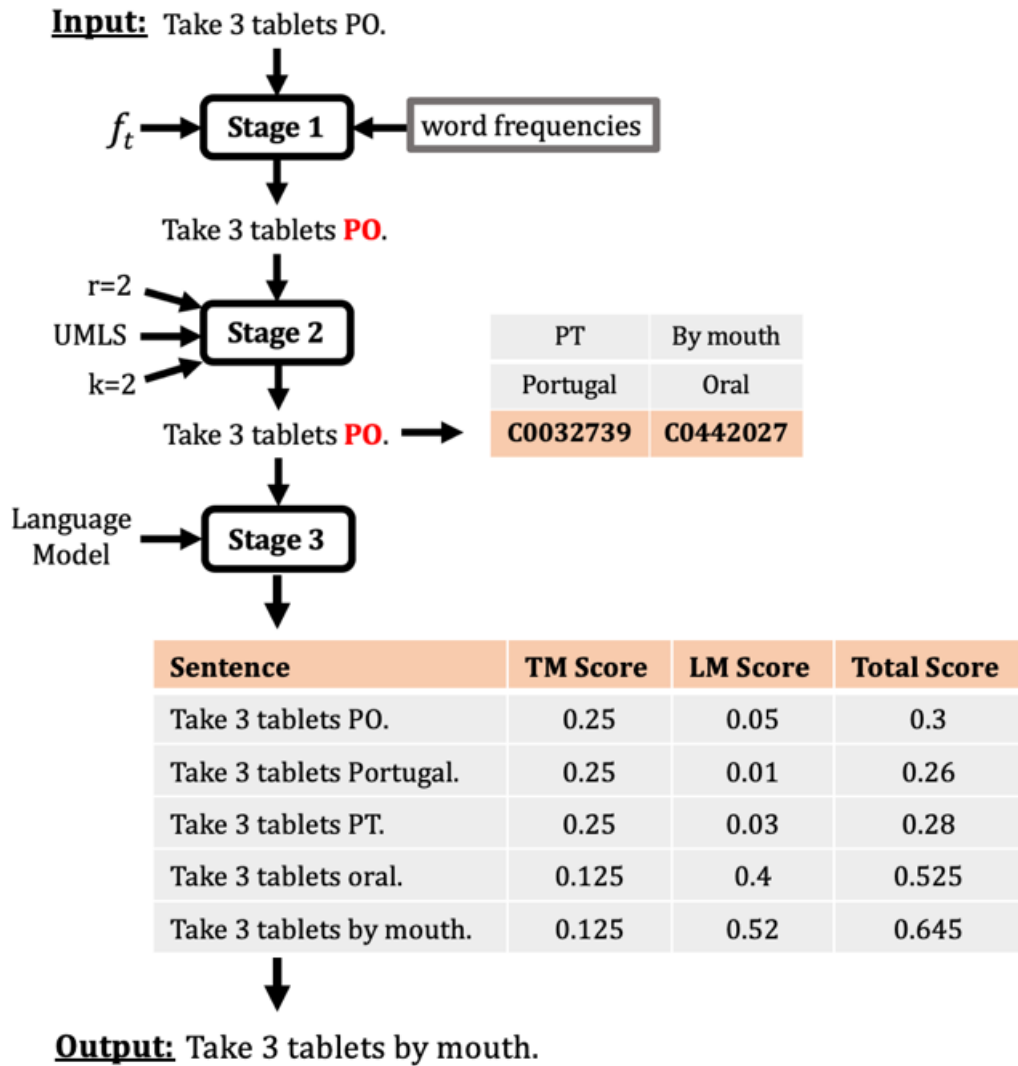 Input: Take 3 tablets PO.
f_t
Stage 1
word frequencies
Take 3 tablets PO.
r=2
UMLS
k=2
Stage 2
PT By mouth
Portugal Oral
C0032739 C0442027
Take 3 tablets PO.
Language
Model
Stage 3
Sentence TM Score LM Score Total Score
Take 3 tablets PO. 0.25 0.05 0.3
Take 3 tablets Portugal. 0.25 0.01 0.26
Take 3 tablets PT. 0.25 0.03 0.28
Take 3 tablets oral. 0.125 0.4 0.525
Take 3 tablets by mouth. 0.125 0.52 0.645
Output: Take 3 tablets by mouth.